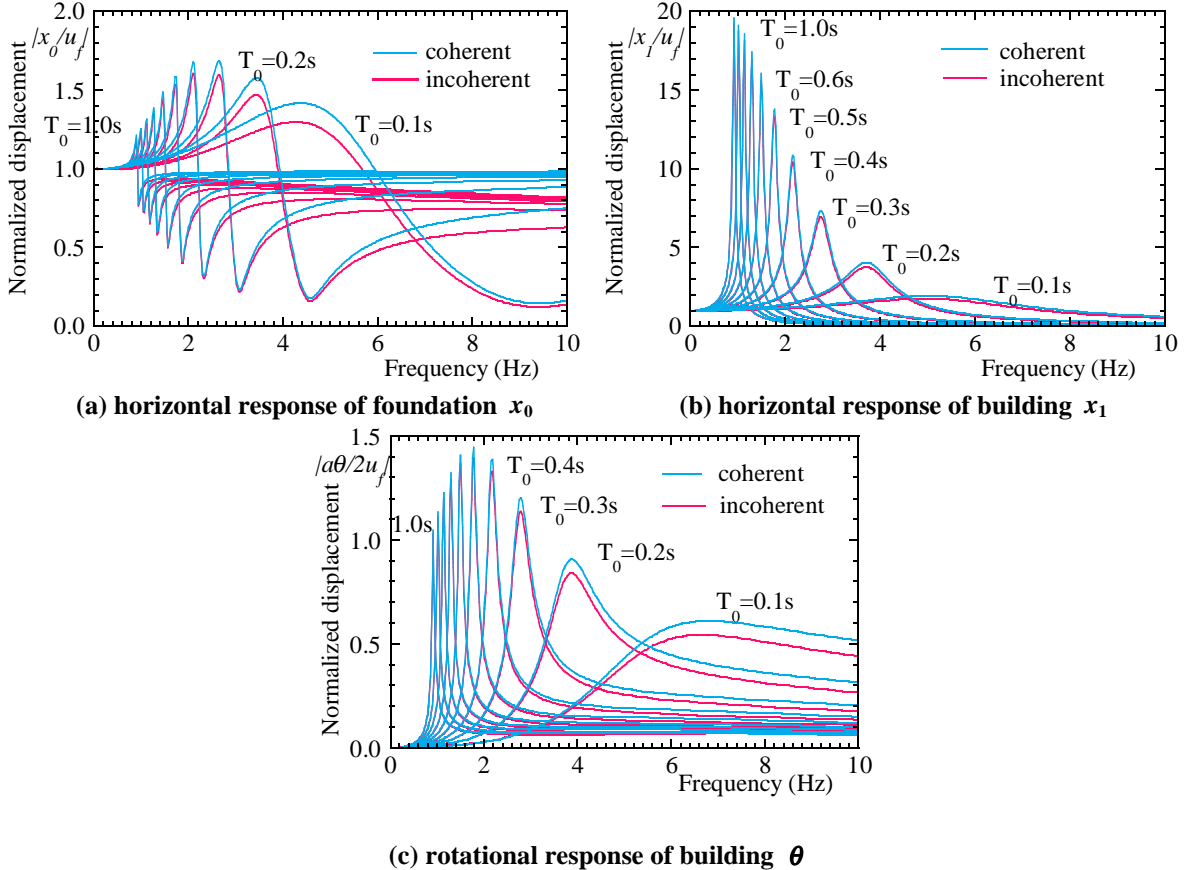 |x0/uf|
Normalized displacement
2.0
1.5
1.0
0.5
0.0
T0=1.0s
T0=0.2s
T0=0.1s
coherent
incoherent
0 2 4 6 8 10
Frequency (Hz)
(a) horizontal response of foundation x0
|x1/uf|
Normalized displacement
20
15
10
5
0
T0=1.0s
T0=0.6s
T0=0.5s
T0=0.4s
T0=0.3s
T0=0.2s
T0=0.1s
coherent
incoherent
0 2 4 6 8 10
Frequency (Hz)
(b) horizontal response of building x1
|aθ/2uf|
Normalized displacement
1.5
1.0
0.5
0.0
1.0s
T0=0.4s
T0=0.3s
T0=0.2s
T0=0.1s
coherent
incoherent
0 2 4 6 8 10
Frequency (Hz)
(c) rotational response of building θ